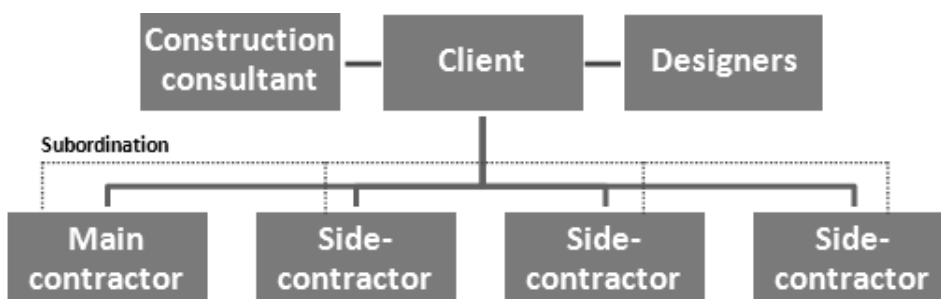 Construction
consultant
Client
Designers
Subordination
Main
contractor
Side-
contractor
Side-
contractor
Side-
contractor